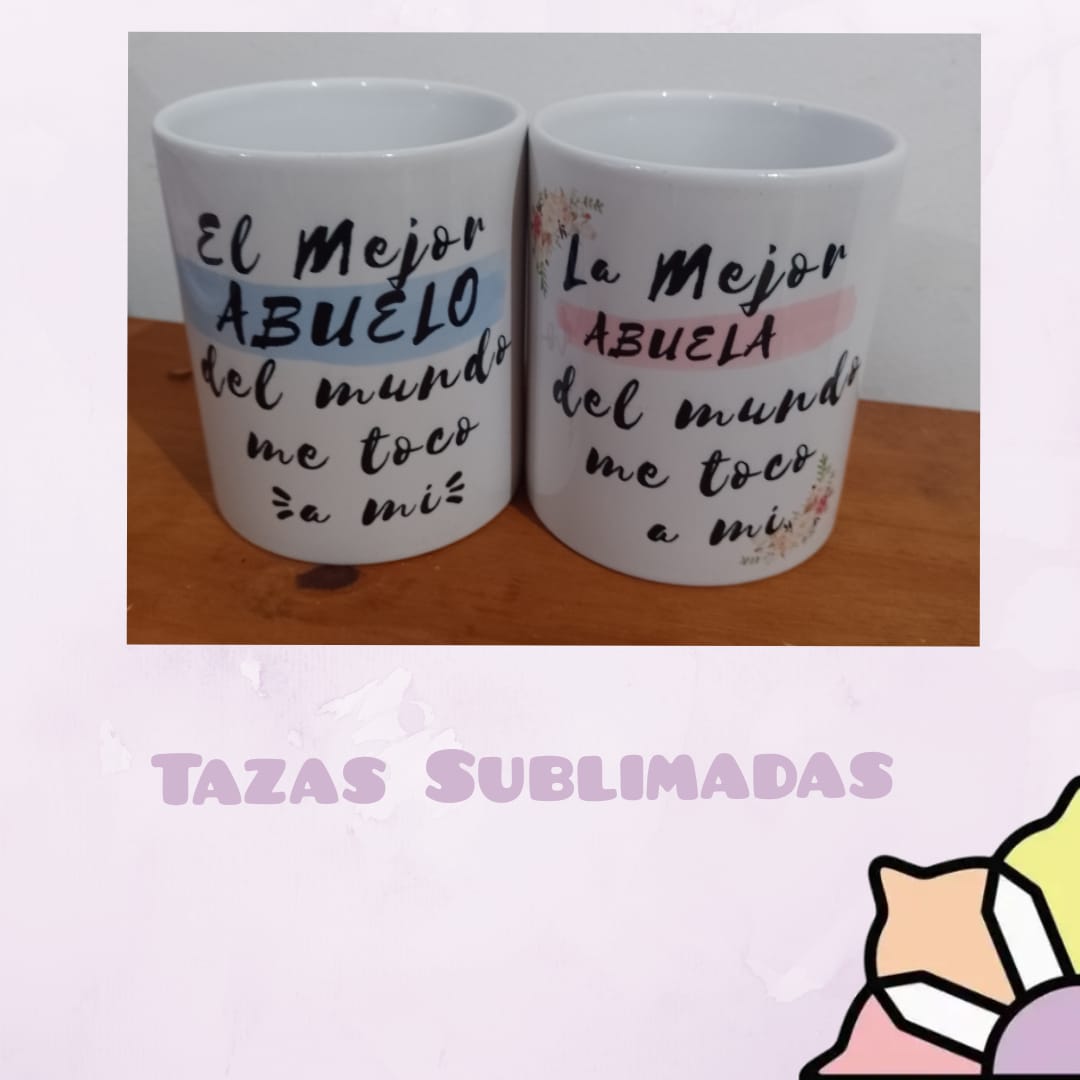 El Mejor
ABUELO
del mundo
me toco
a mi
La Mejor
ABUELA
del mundo
me toco
a mi
Tazas Sublimadas